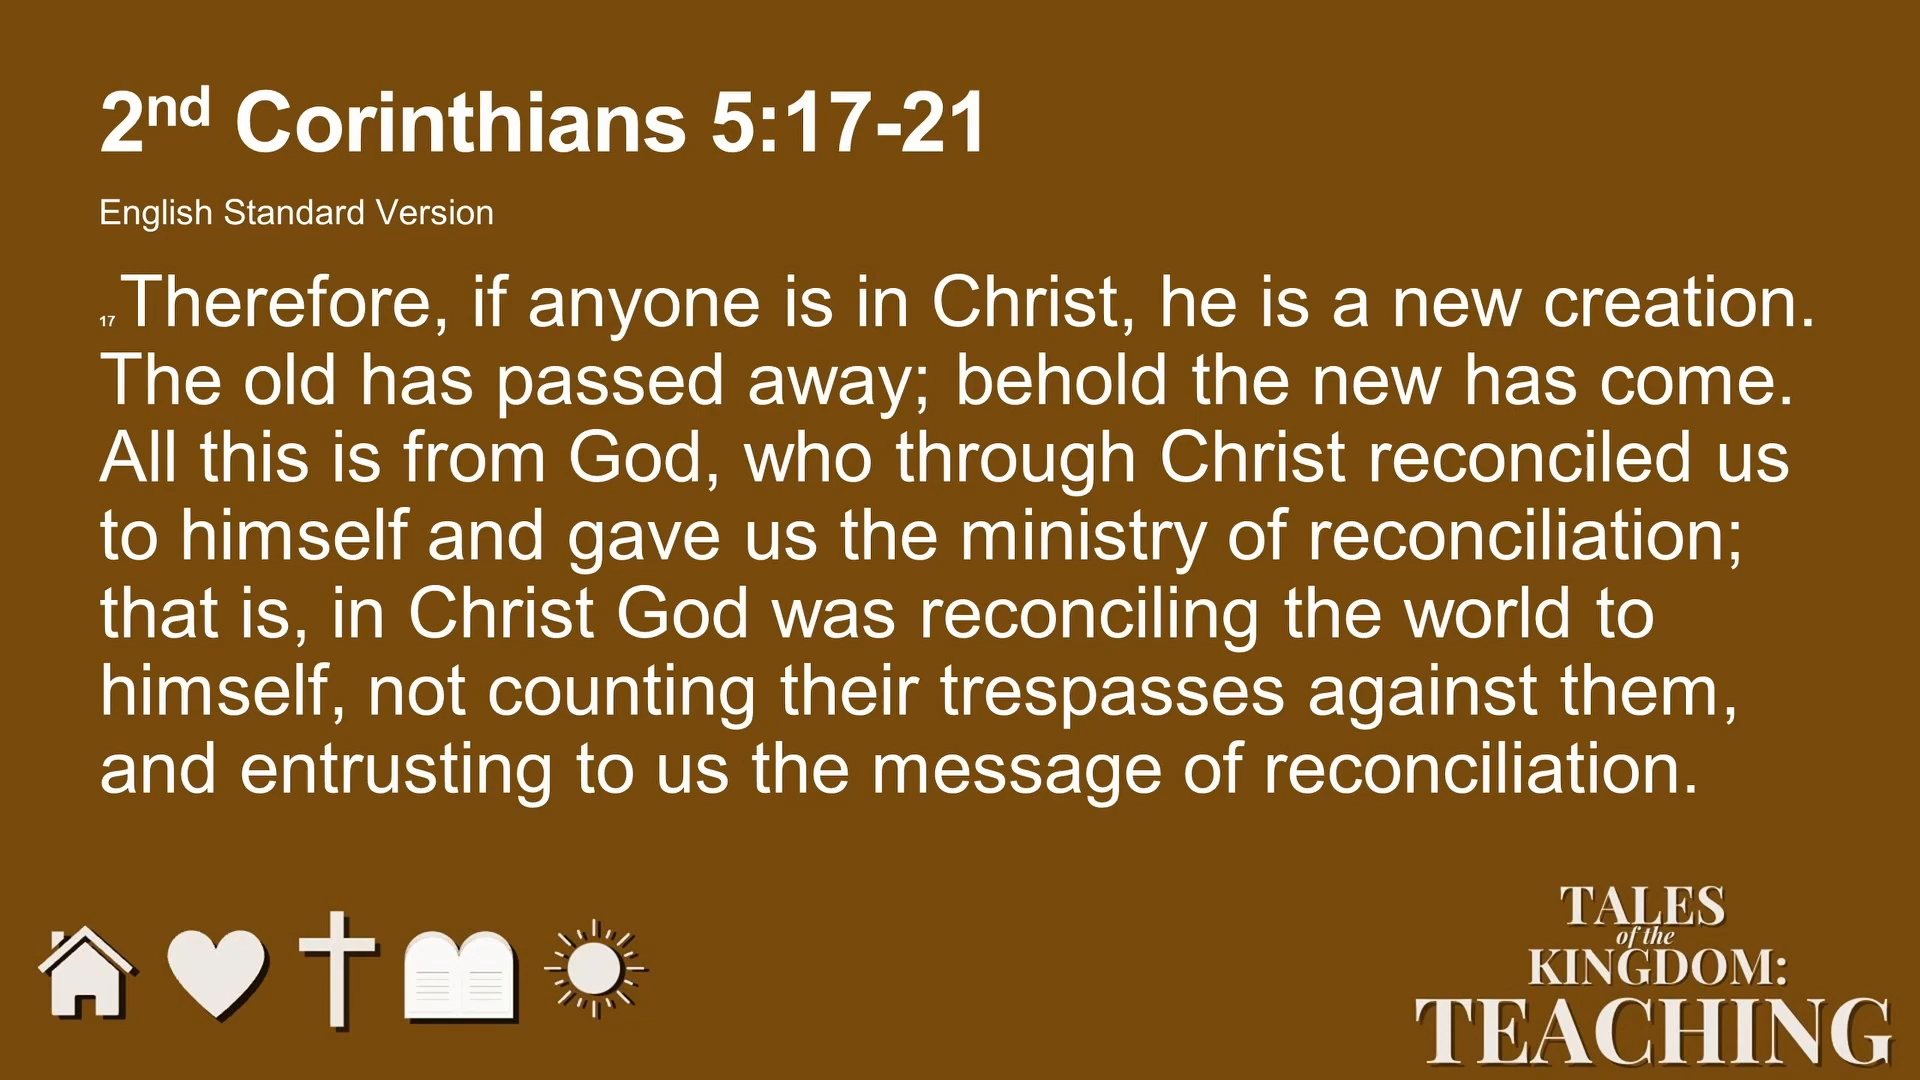 2nd Corinthians 5:17-21
English Standard Version
17 Therefore, if anyone is in Christ, he is a new creation.
The old has passed away; behold the new has come.
All this is from God, who through Christ reconciled us
to himself and gave us the ministry of reconciliation;
that is, in Christ God was reconciling the world to
himself, not counting their trespasses against them,
and entrusting to us the message of reconciliation.
TALES
of the
KINGDOM:
TEACHING